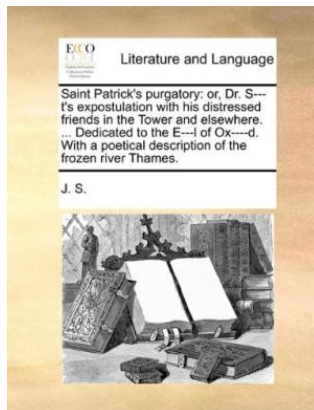 ECCO
Literature and Language
Saint Patrick's purgatory: or, Dr. S---
t's expostulation with his distressed
friends in the Tower and elsewhere.
... Dedicated to the E---l of Ox----d.
With a poetical description of the
frozen river Thames.
J. S.